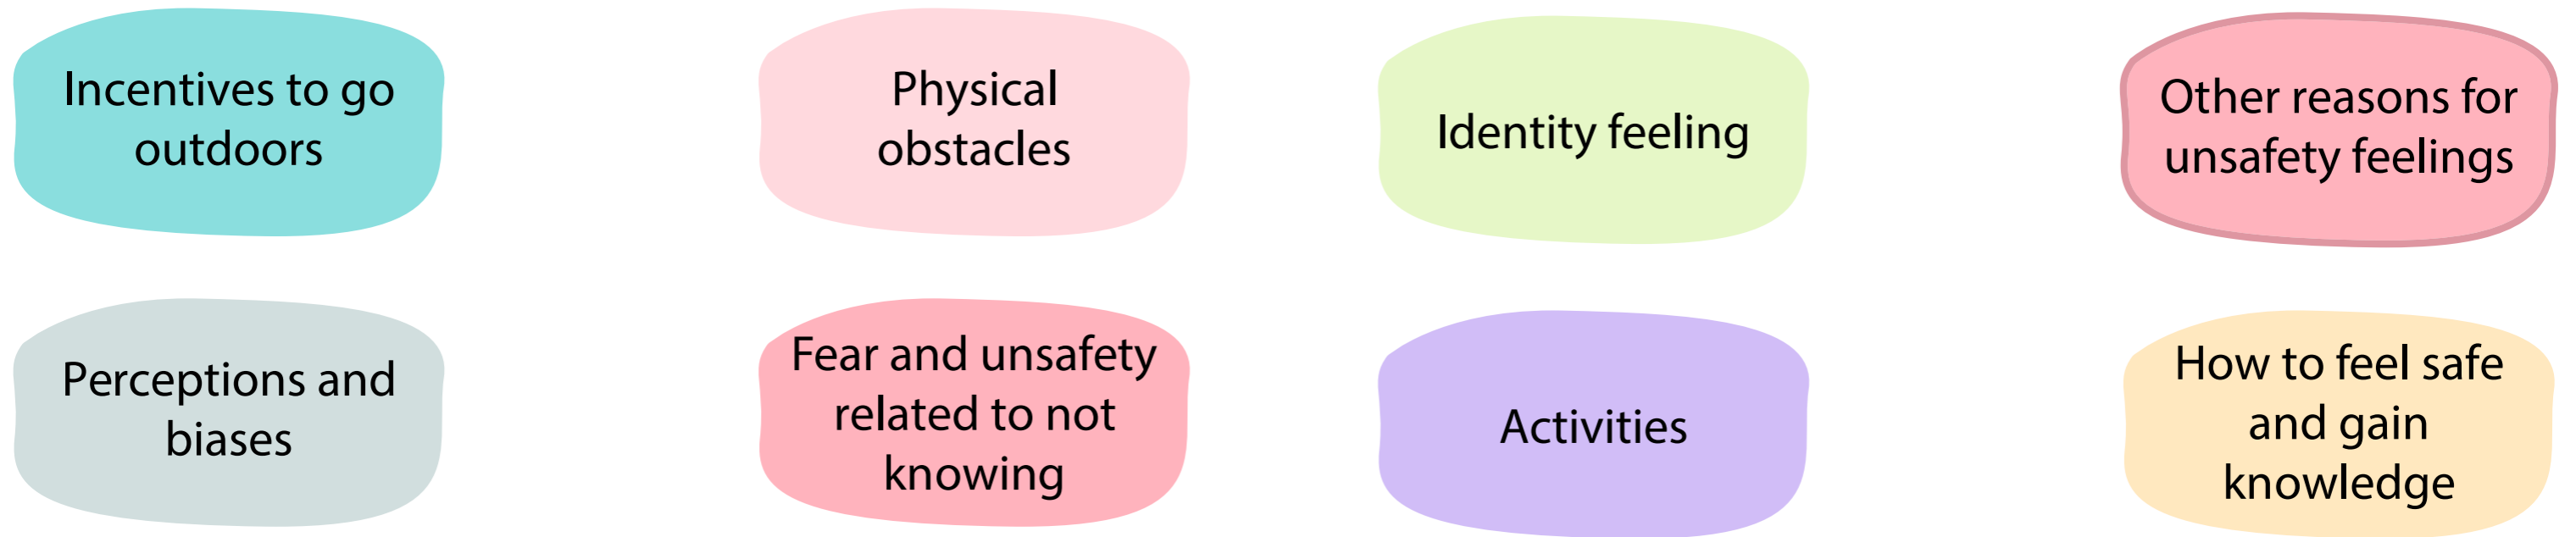 Incentives to go
outdoors
Physical
obstacles
Identity feeling
Other reasons for
unsafety feelings
Perceptions and
biases
Fear and unsafety
related to not
knowing
Activities
How to feel safe
and gain
knowledge